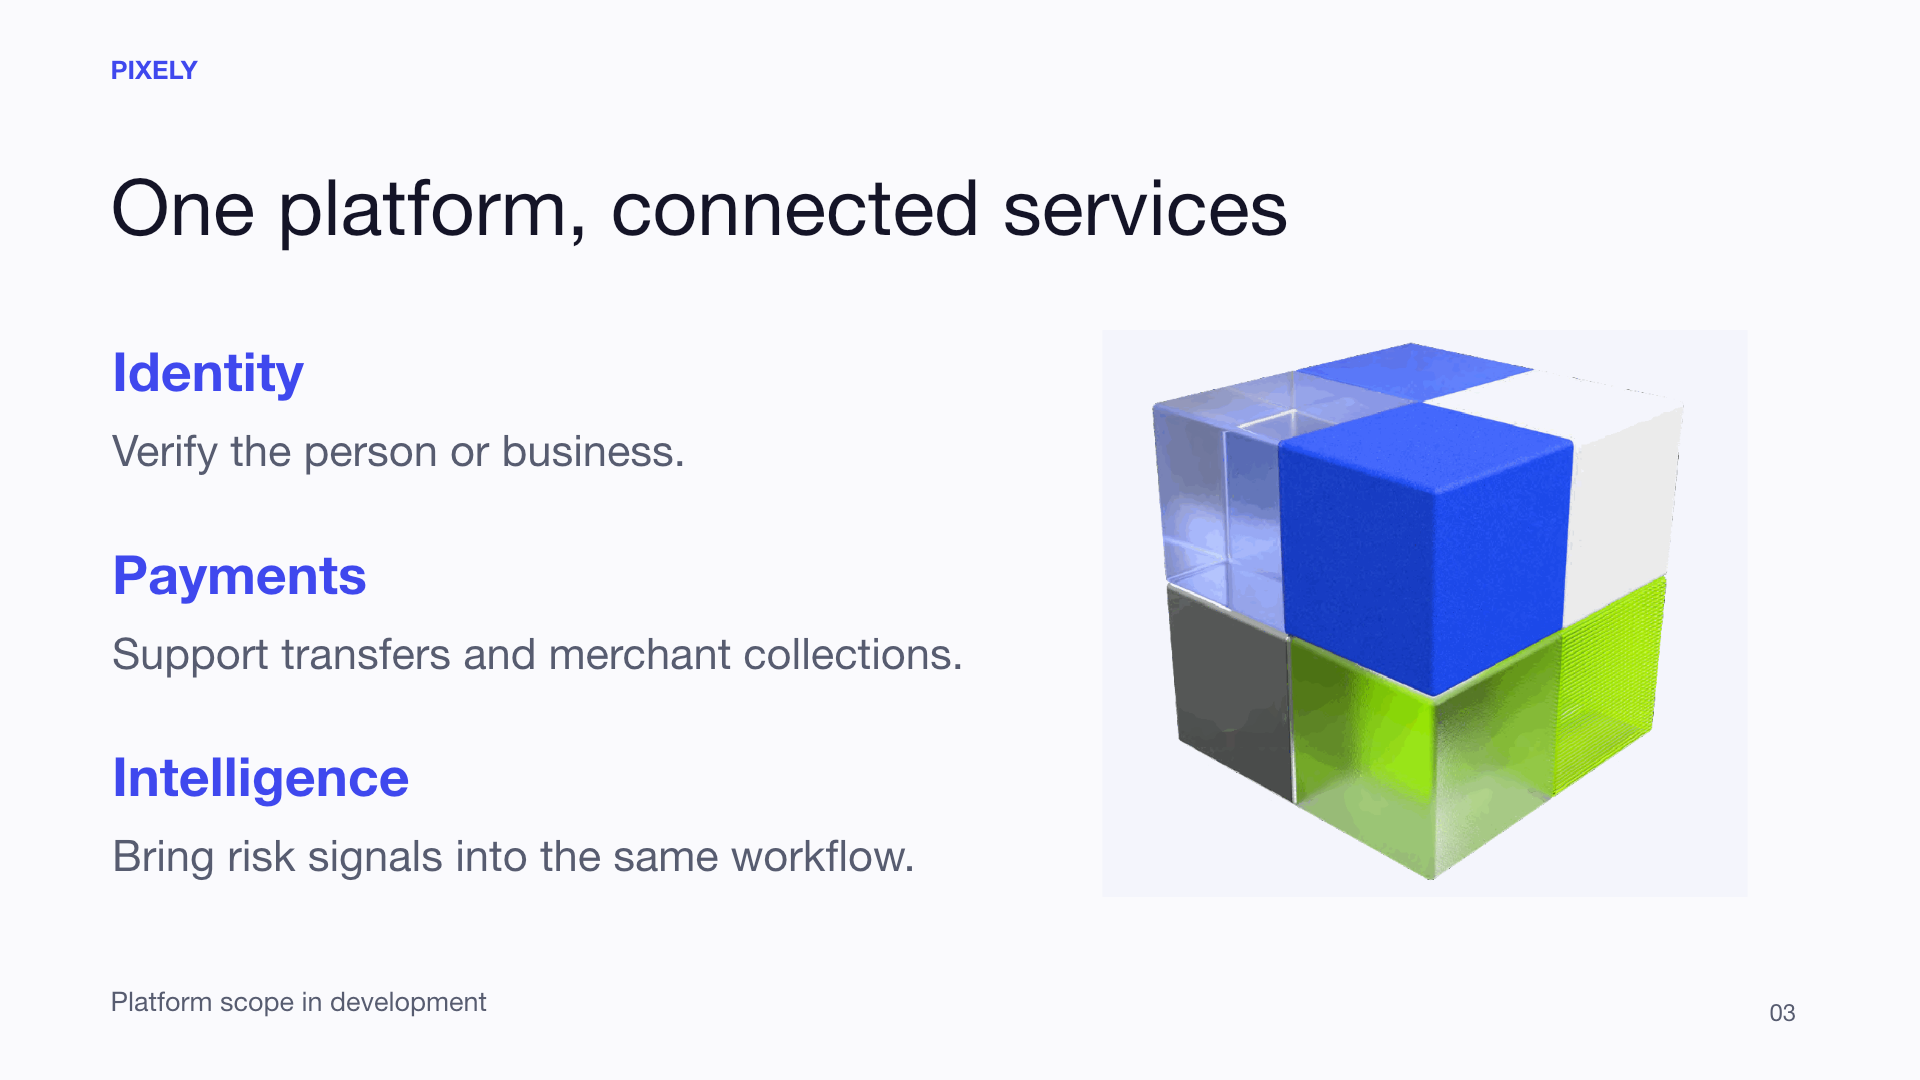 PIXELY
One platform, connected services
Identity
Verify the person or business.
Payments
Support transfers and merchant collections.
Intelligence
Bring risk signals into the same workflow.
Platform scope in development
03